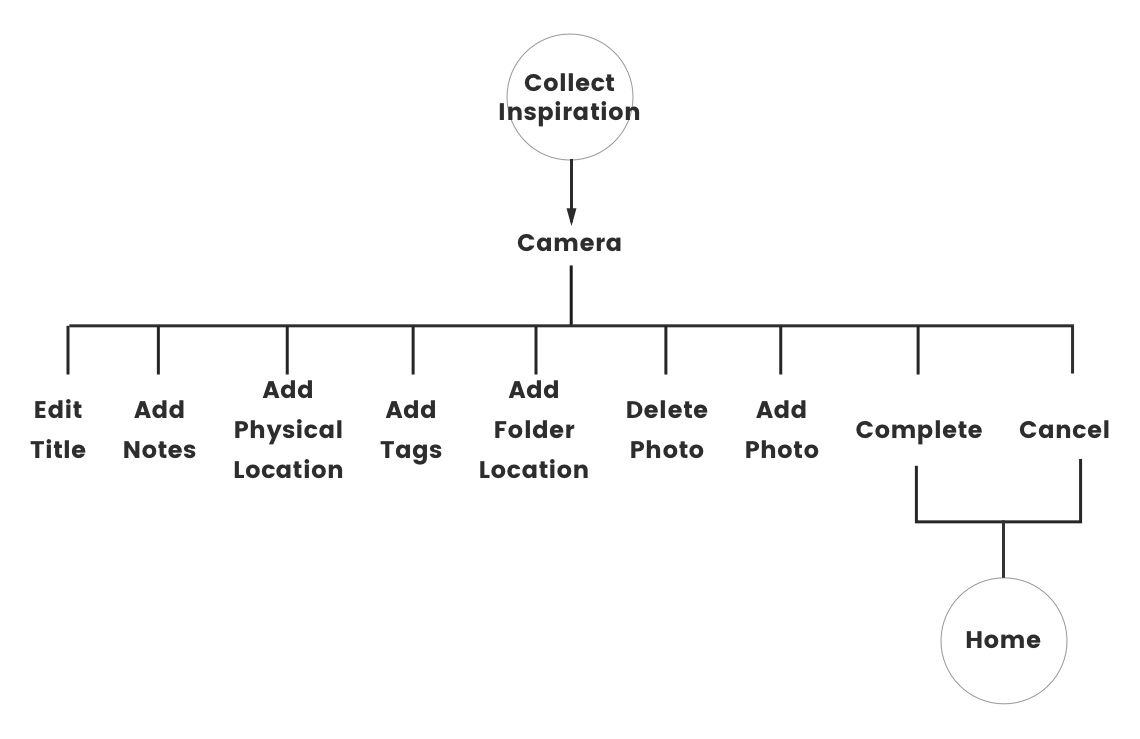 Collect
Inspiration
Camera
Edit
Title
Add
Notes
Add
Physical
Location
Add
Tags
Add
Folder
Location
Delete
Photo
Add
Photo
Complete
Cancel
Home